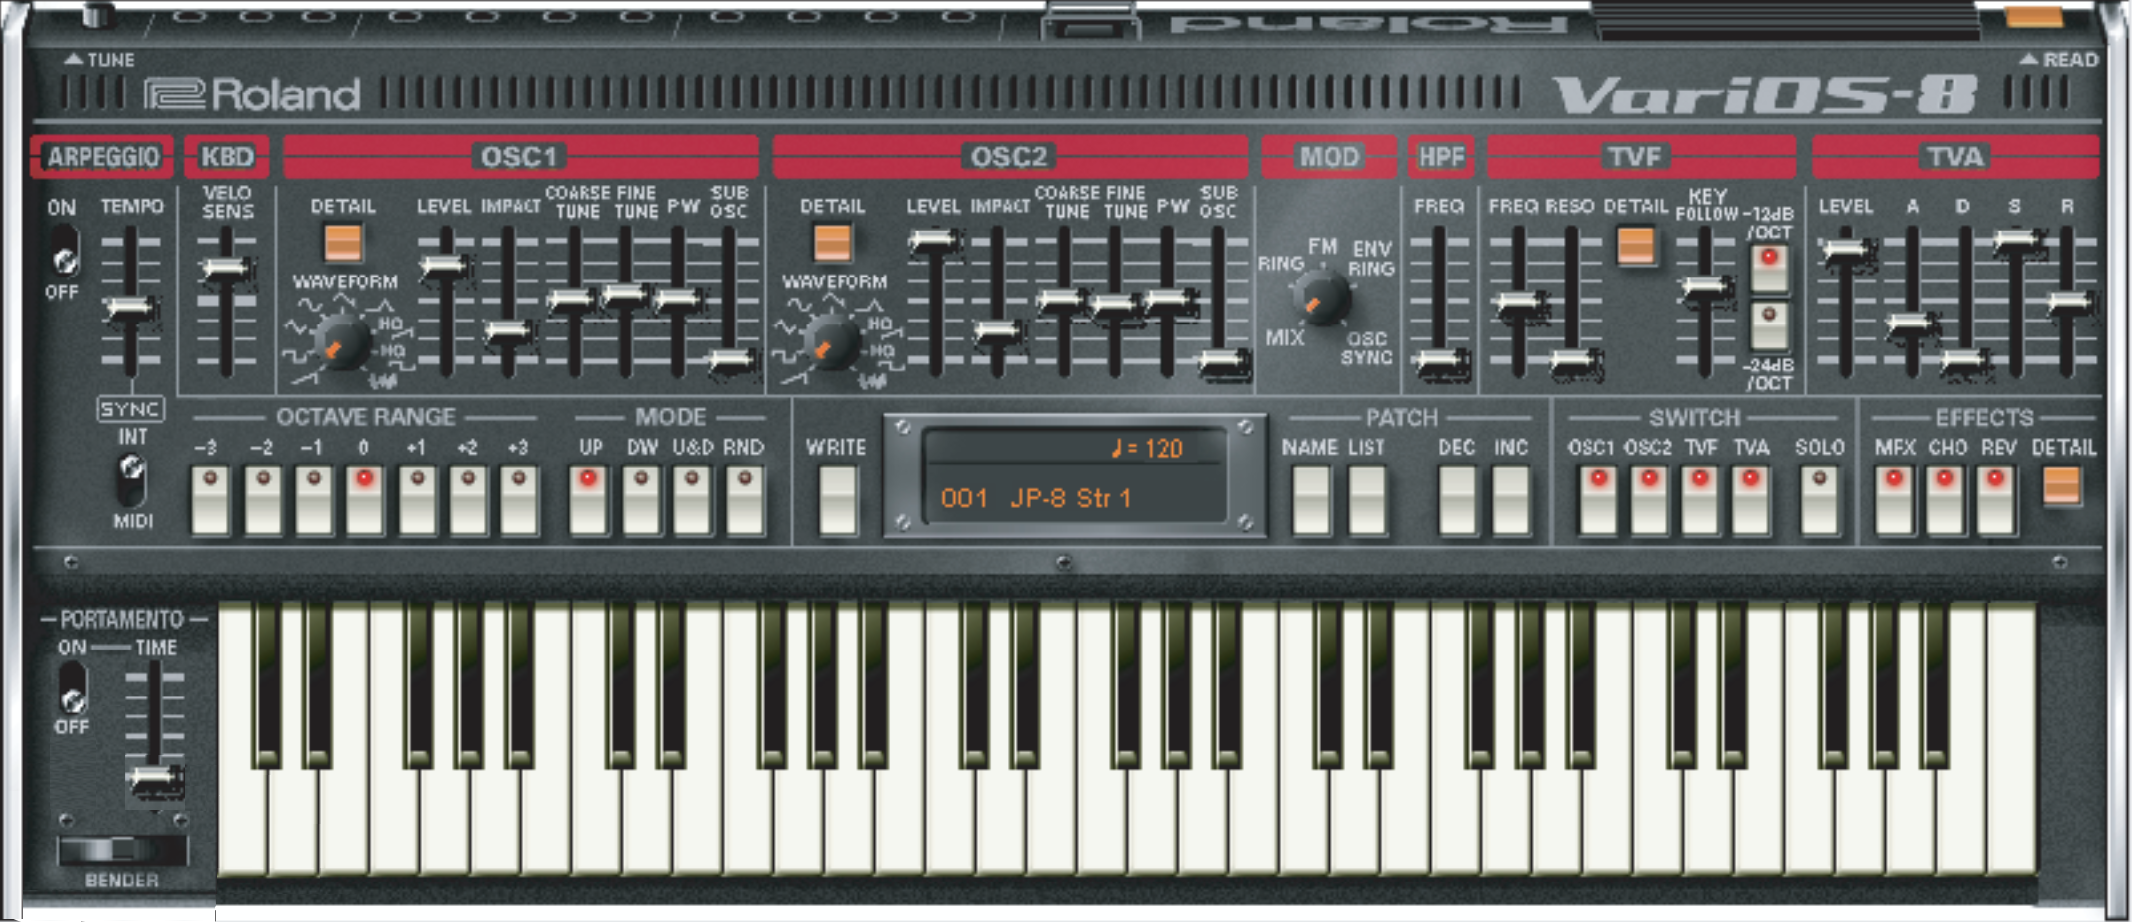 Roland
TUNE
READ
Roland
VariOS-8
ARPEGGIO KBD OSC1 OSC2 MOD HPF TVF TVA
ON
TEMPO
OFF
VELO
SENS
DETAIL
LEVEL IMPACT COARSE TUNE FINE TUNE PW SUB OSC
WAVEFORM
HQ
HQ
DETAIL
LEVEL IMPACT COARSE TUNE FINE TUNE PW SUB OSC
WAVEFORM
HQ
HQ
RING FM ENV RING
MIX OSC SYNC
FREQ
FREQ RESO DETAIL KEY FOLLOW -12dB /OCT
-24dB /OCT
LEVEL A D S R
SYNC
INT
MIDI
OCTAVE RANGE
-3 -2 -1 0 +1 +2 +3
MODE
UP DW U&D RND
WRITE
♩= 120
001 JP-8 Str 1
PATCH
NAME LIST DEC INC
SWITCH
OSC1 OSC2 TVF TVA SOLO
EFFECTS
MFX CHO REV DETAIL
PORTAMENTO
ON TIME
OFF
BENDER